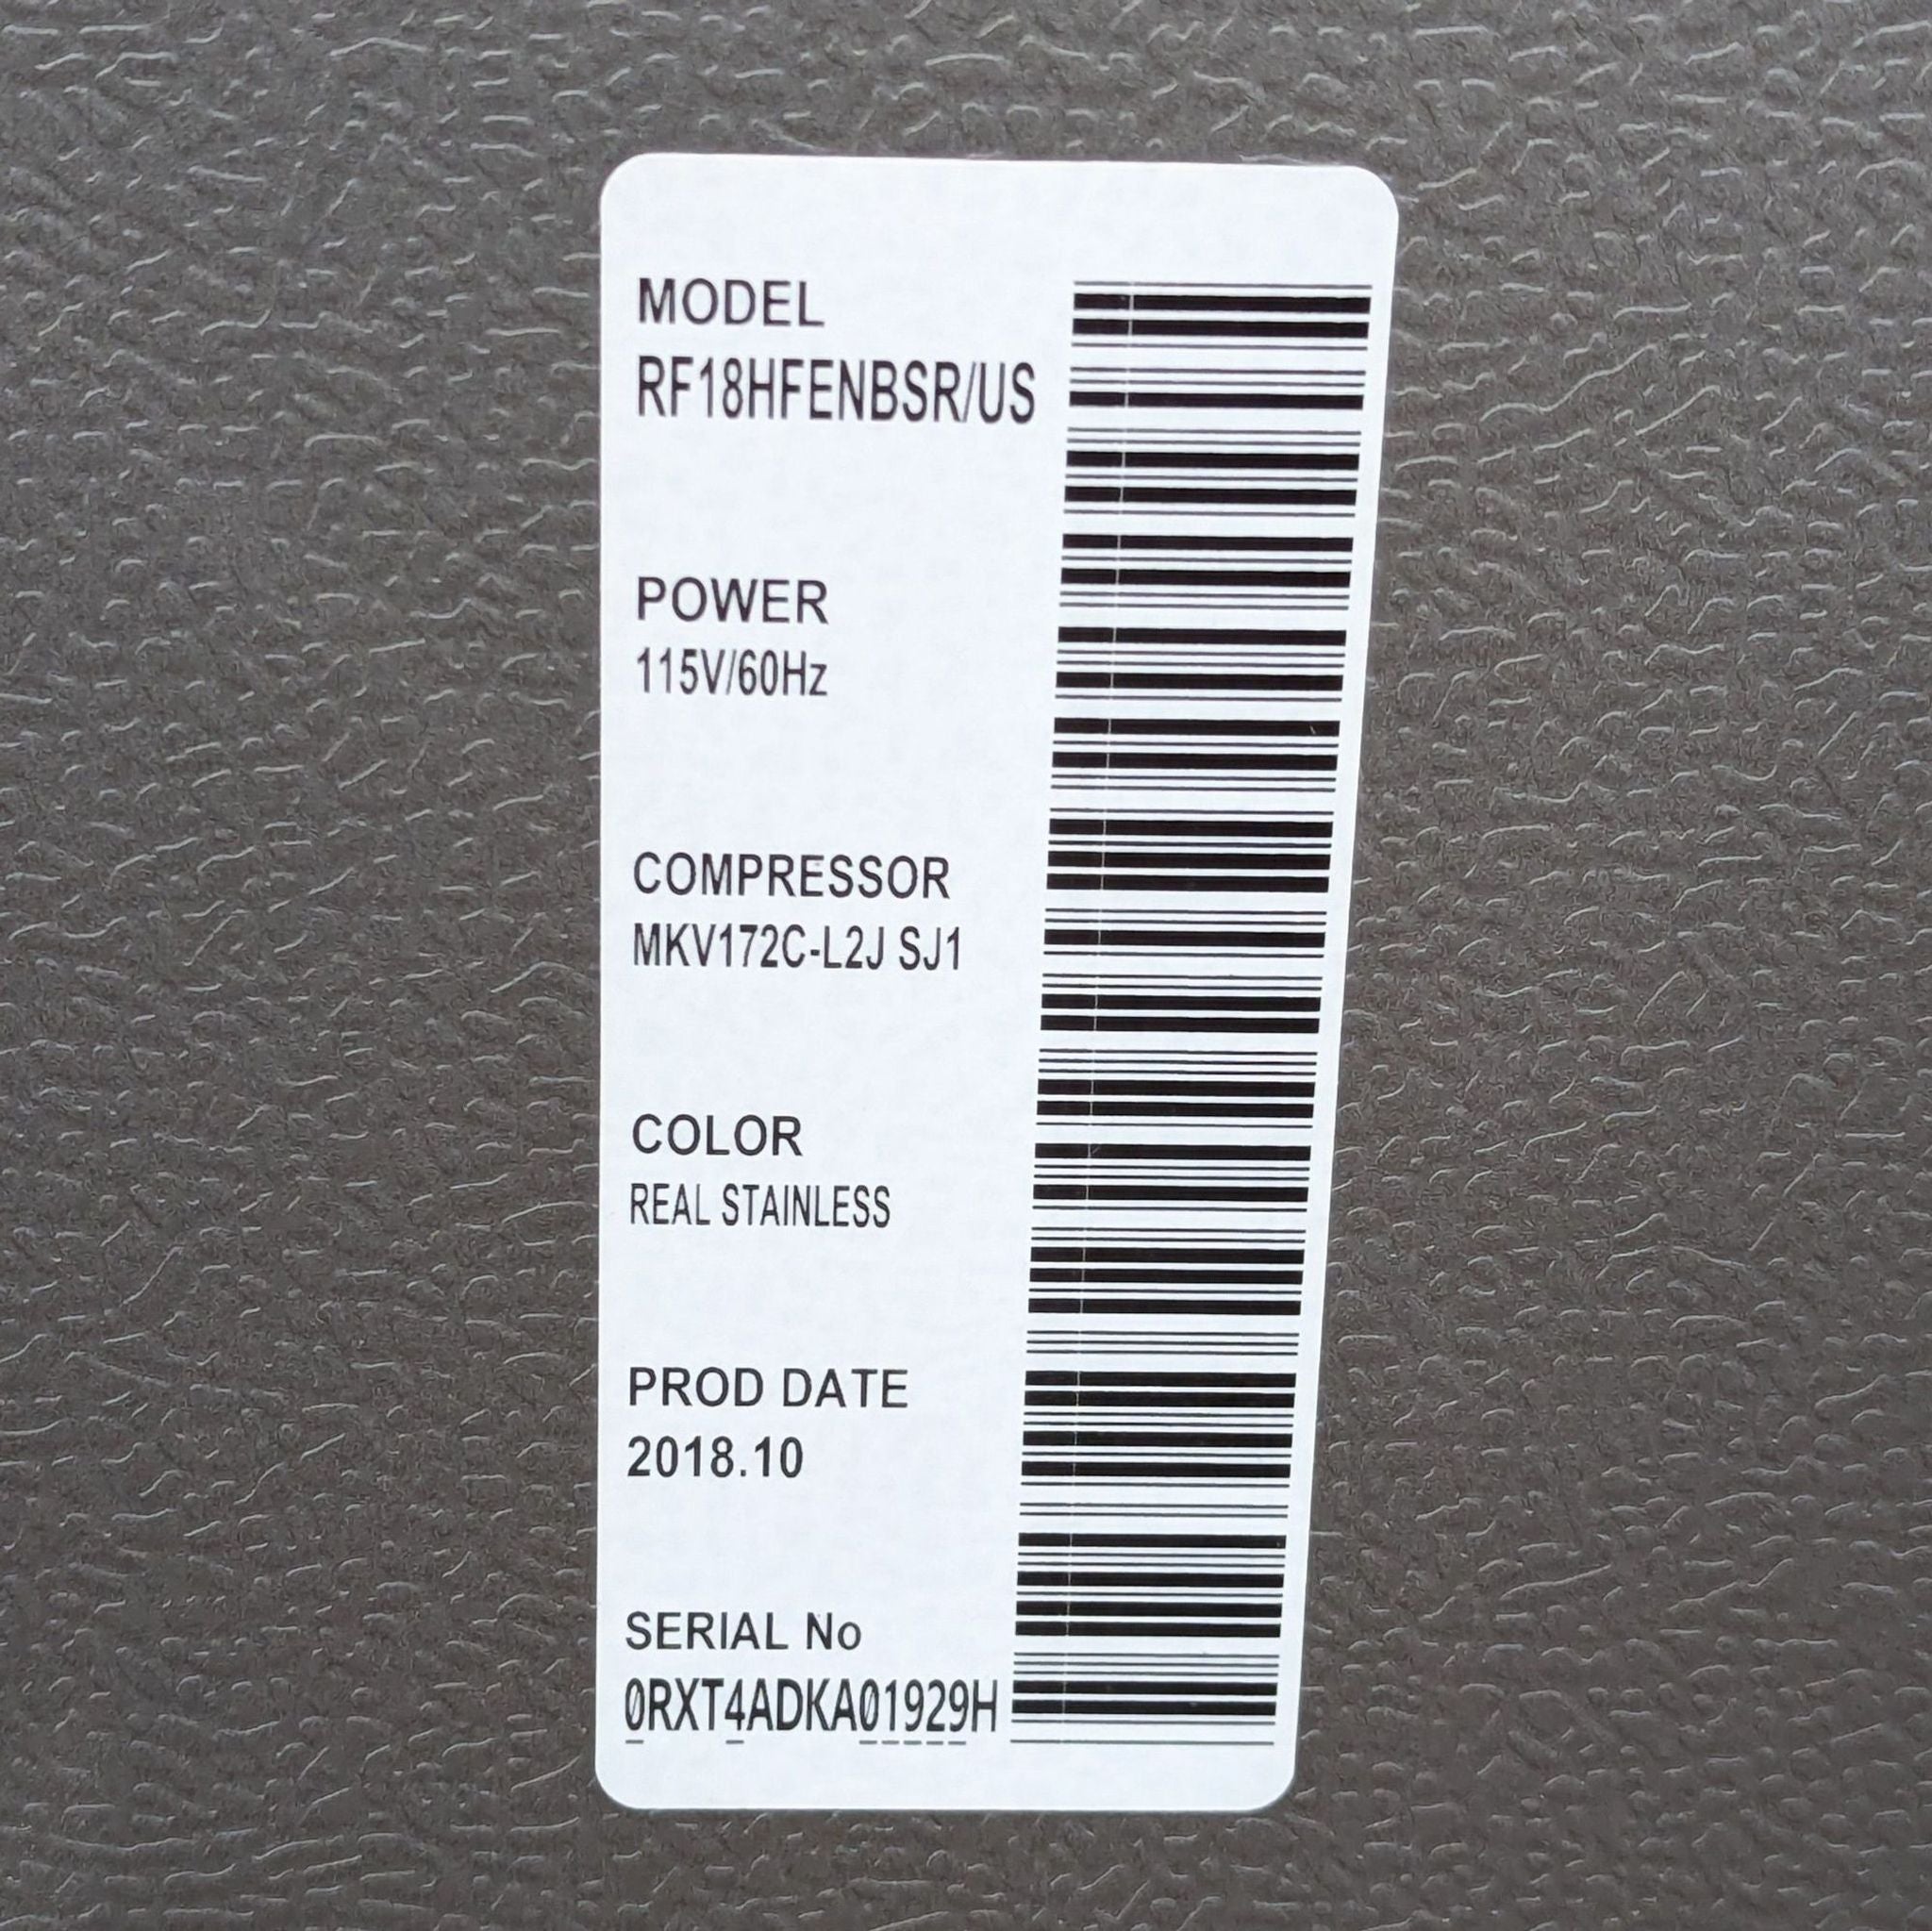 MODEL
RF18HFENBSR/US
POWER
115V/60Hz
COMPRESSOR
MKV172C-L2J SJ1
COLOR
REAL STAINLESS
PROD DATE
2018.10
SERIAL No
0RXT4ADKA01929H